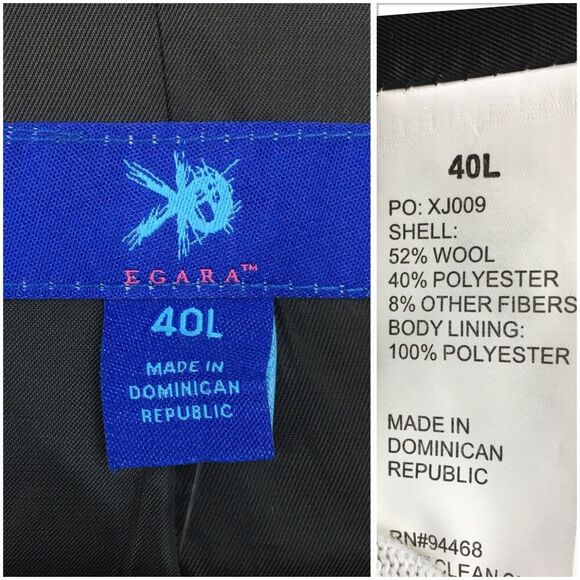 EGARA™
40L
MADE IN
DOMINICAN
REPUBLIC
40L
PO: XJ009
SHELL:
52% WOOL
40% POLYESTER
8% OTHER FIBERS
BODY LINING:
100% POLYESTER
MADE IN
DOMINICAN
REPUBLIC
RN#94468
CLEAN